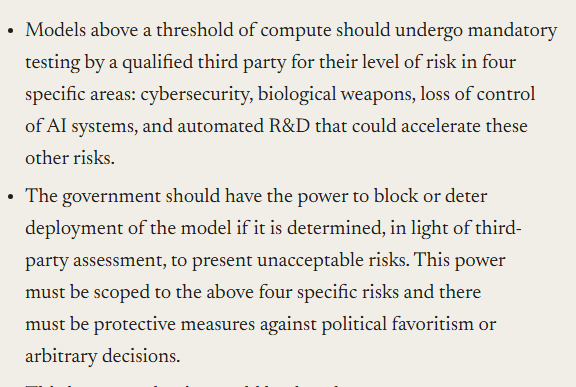 • Models above a threshold of compute should undergo mandatory
testing by a qualified third party for their level of risk in four
specific areas: cybersecurity, biological weapons, loss of control
of AI systems, and automated R&D that could accelerate these
other risks.
• The government should have the power to block or deter
deployment of the model if it is determined, in light of third-
party assessment, to present unacceptable risks. This power
must be scoped to the above four specific risks and there
must be protective measures against political favoritism or
arbitrary decisions.